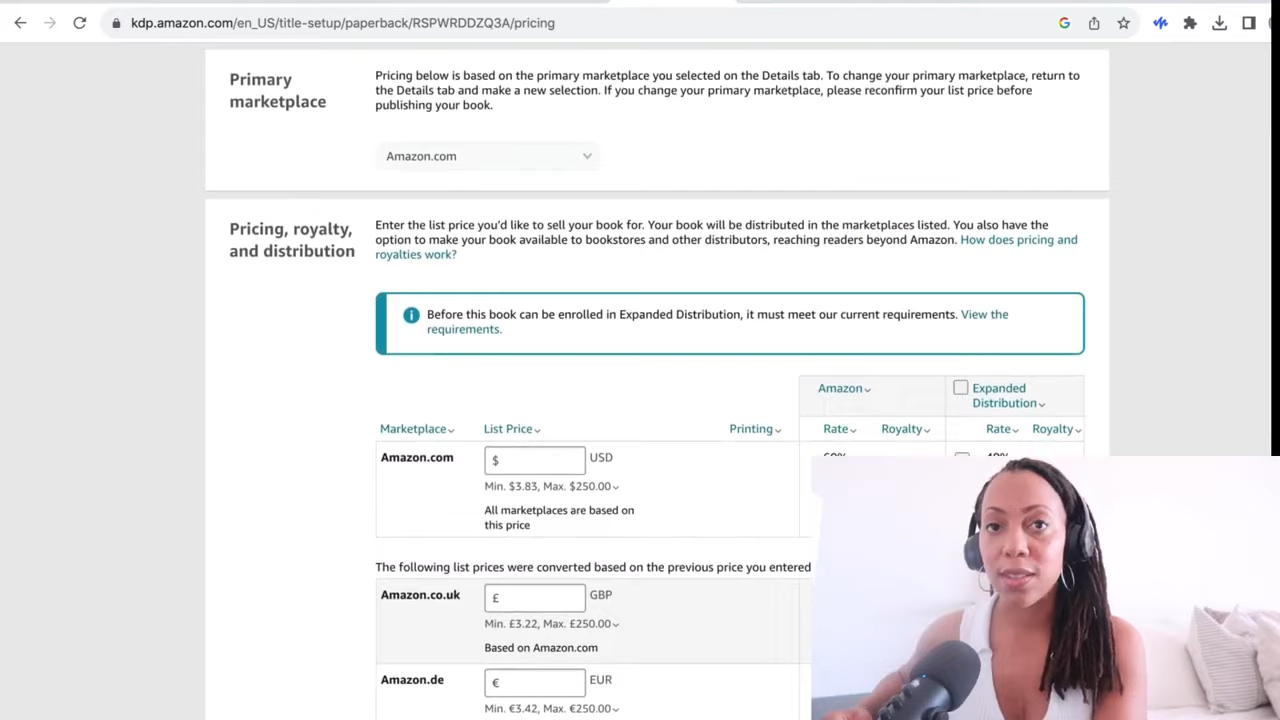 kdp.amazon.com/en_US/title-setup/paperback/RSPWRDDZQ3A/pricing
Primary
marketplace
Pricing below is based on the primary marketplace you selected on the Details tab. To change your primary marketplace, return to
the Details tab and make a new selection. If you change your primary marketplace, please reconfirm your list price before
publishing your book.
Amazon.com
Pricing, royalty,
and distribution
Enter the list price you'd like to sell your book for. Your book will be distributed in the marketplaces listed. You also have the
option to make your book available to bookstores and other distributors, reaching readers beyond Amazon. How does pricing and
royalties work?
Before this book can be enrolled in Expanded Distribution, it must meet our current requirements. View the
requirements.
Amazon
Expanded
Distribution
Marketplace List Price Printing Rate Royalty Rate Royalty
Amazon.com $ USD
Min. $3.83, Max. $250.00
All marketplaces are based on
this price
The following list prices were converted based on the previous price you entered
Amazon.co.uk £ GBP
Min. £3.22, Max. £250.00
Based on Amazon.com
Amazon.de € EUR
Min. €3.42, Max. €250.00